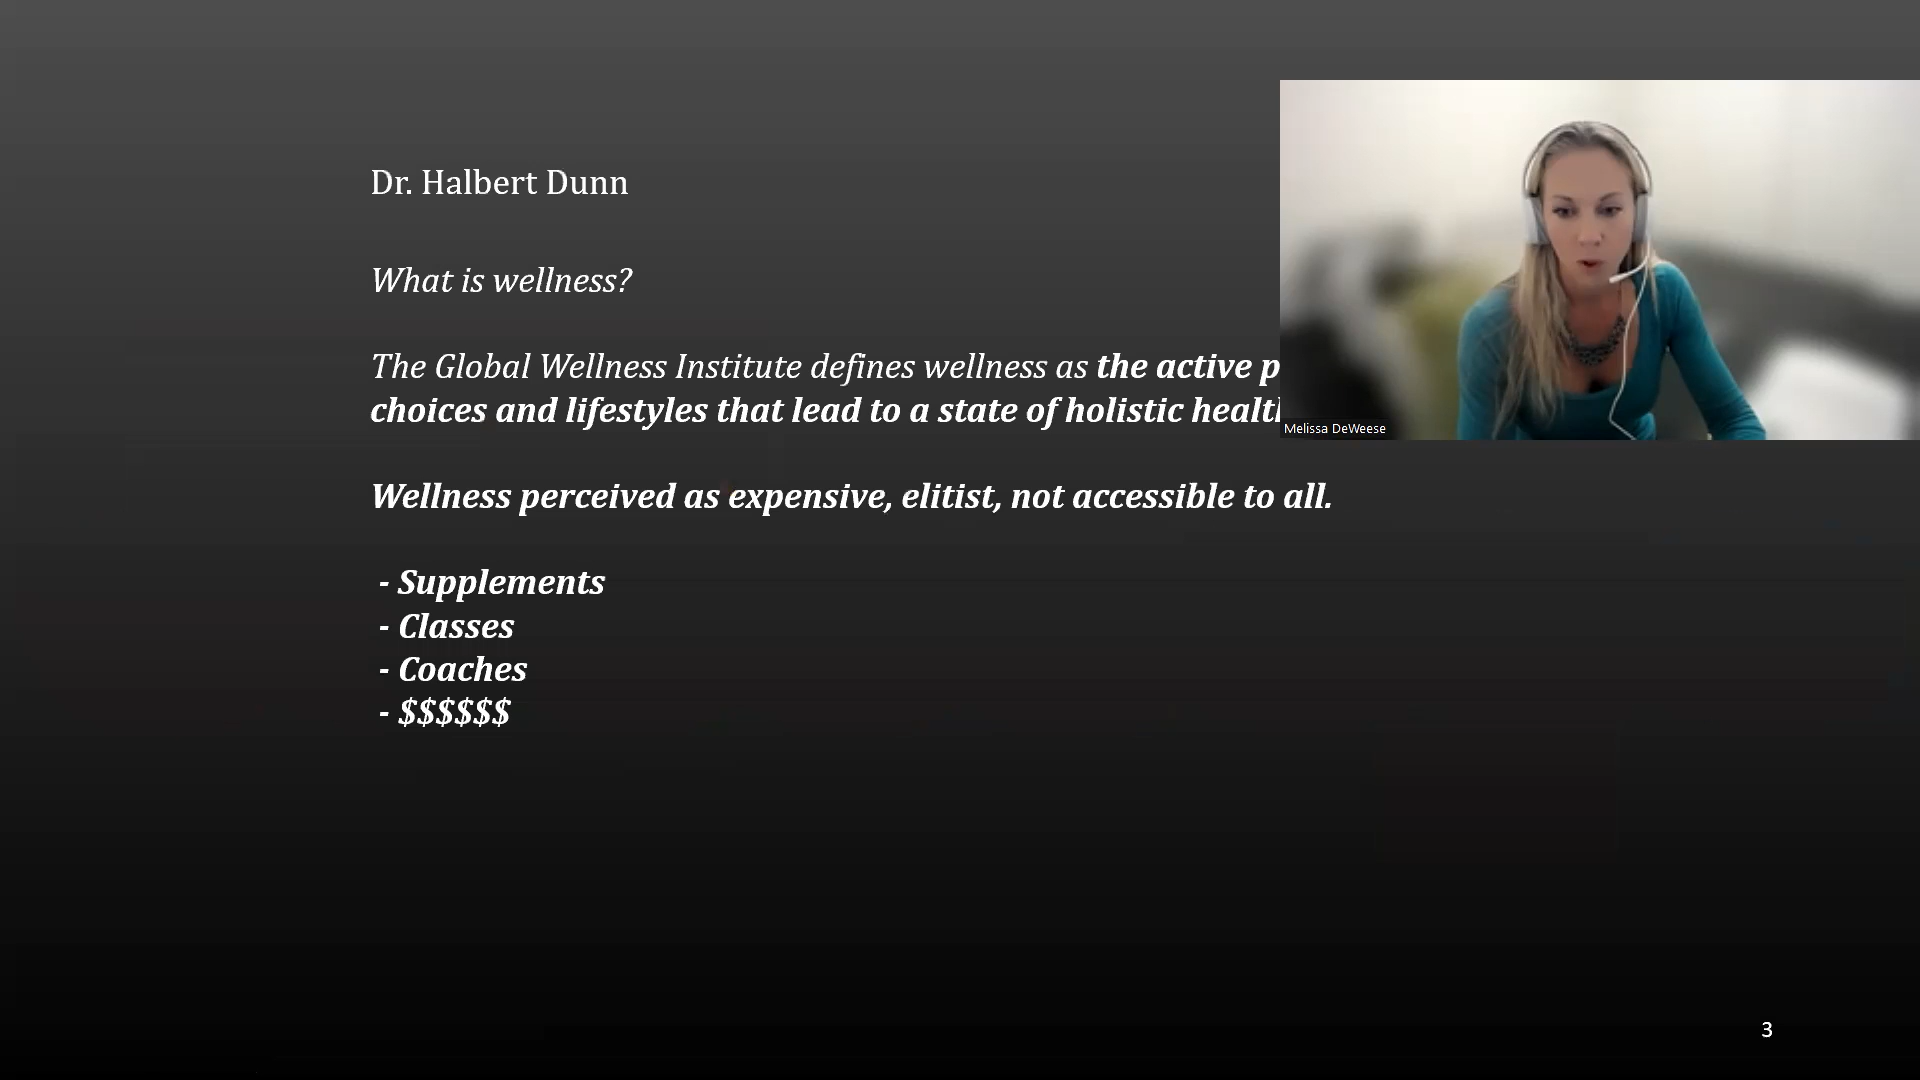 Dr. Halbert Dunn
What is wellness?
The Global Wellness Institute defines wellness as the active
choices and lifestyles that lead to a state of holistic
Wellness perceived as expensive, elitist, not accessible to all.
- Supplements
- Classes
- Coaches
- $$$$$$
Melissa DeWeese
3